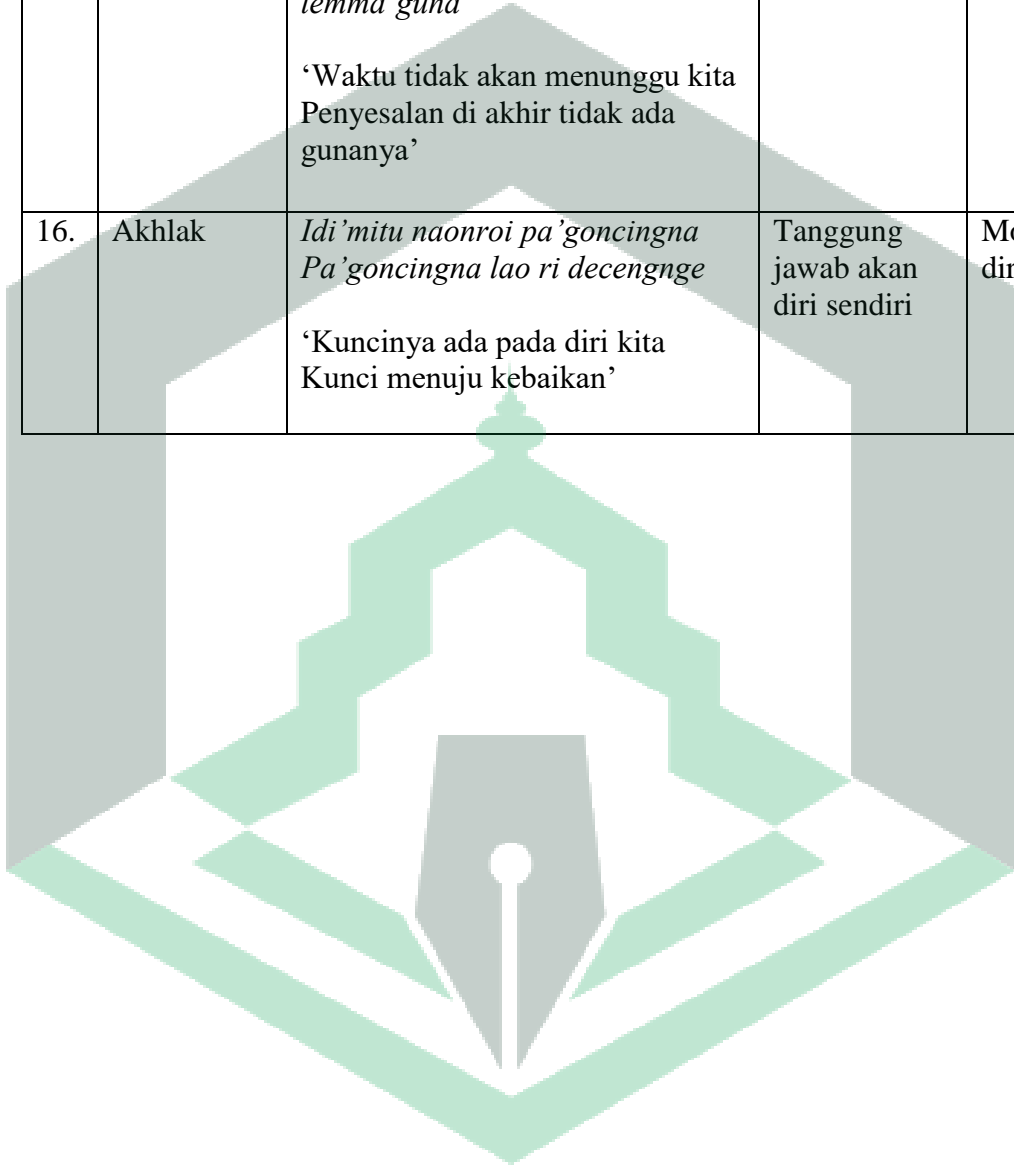 lemma'guna
‘Waktu tidak akan menunggu kita
Penyesalan di akhir tidak ada
gunanya’
16. Akhlak Idi’mitu naonroi pa’goncingna Tanggung
Pa’goncingna lao ri decengnge jawab akan
diri sendiri
‘Kuncinya ada pada diri kita
Kunci menuju kebaikan’